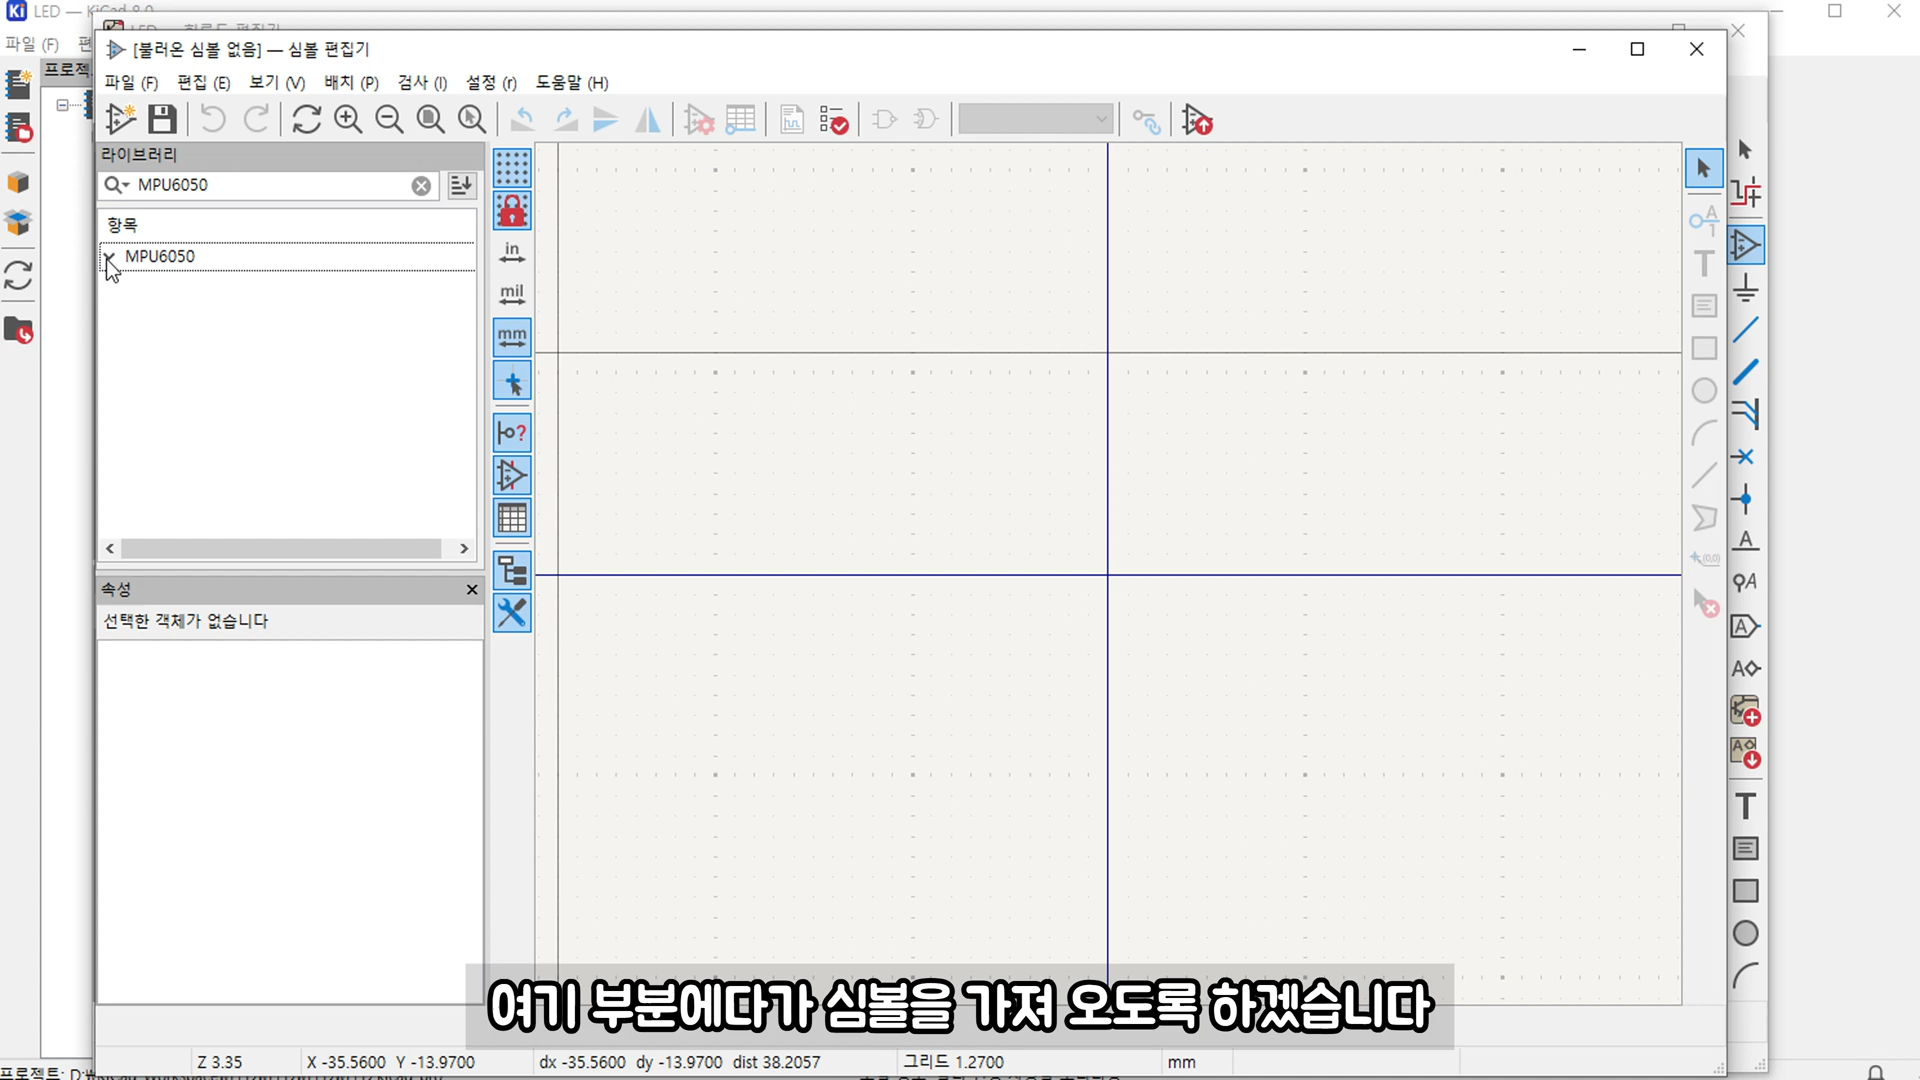 LED — KiCad 8.0
파일 (F)
[불러온 심볼 없음] — 심볼 편집기
파일 (F) 편집 (E) 보기 (V) 배치 (P) 검사 (I) 설정 (r) 도움말 (H)
라이브러리
MPU6050
항목
MPU6050
in
mil
mm
속성
선택한 객체가 없습니다
여기 부분에다가 심볼을 가져 오도록 하겠습니다
Z 3.35
X -35.5600 Y -13.9700
dx -35.5600 dy -13.9700 dist 38.2057
그리드 1.2700
mm